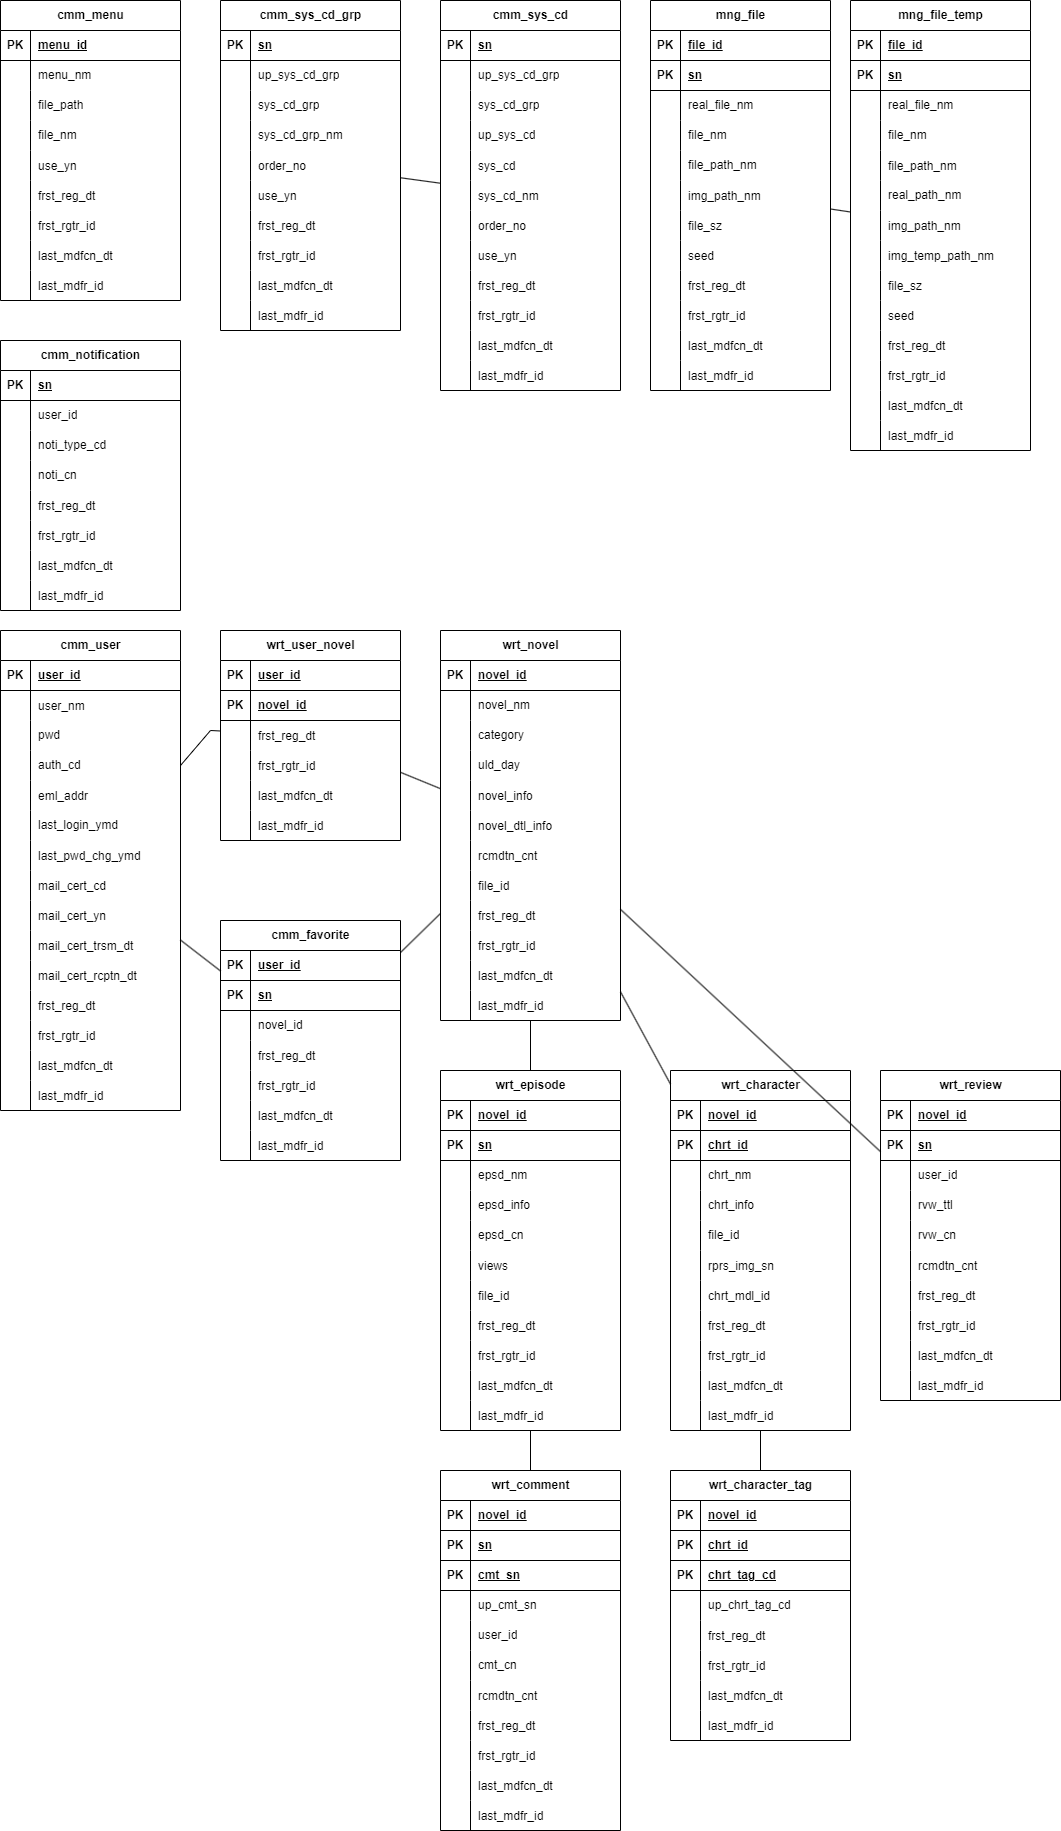 cmm_menu
PK menu_id
menu_nm
file_path
file_nm
use_yn
frst_reg_dt
frst_rgtr_id
last_mdfcn_dt
last_mdfr_id
cmm_sys_cd_grp
PK sn
up_sys_cd_grp
sys_cd_grp
sys_cd_grp_nm
order_no
use_yn
frst_reg_dt
frst_rgtr_id
last_mdfcn_dt
last_mdfr_id
cmm_sys_cd
PK sn
up_sys_cd_grp
sys_cd_grp
up_sys_cd
sys_cd
sys_cd_nm
order_no
use_yn
frst_reg_dt
frst_rgtr_id
last_mdfcn_dt
last_mdfr_id
mng_file
PK file_id
PK sn
real_file_nm
file_nm
file_path_nm
img_path_nm
file_sz
seed
frst_reg_dt
frst_rgtr_id
last_mdfcn_dt
last_mdfr_id
mng_file_temp
PK file_id
PK sn
real_file_nm
file_nm
file_path_nm
real_path_nm
img_path_nm
img_temp_path_nm
file_sz
seed
frst_reg_dt
frst_rgtr_id
last_mdfcn_dt
last_mdfr_id
cmm_notification
PK sn
user_id
noti_type_cd
noti_cn
frst_reg_dt
frst_rgtr_id
last_mdfcn_dt
last_mdfr_id
cmm_user
PK user_id
user_nm
pwd
auth_cd
eml_addr
last_login_ymd
last_pwd_chg_ymd
mail_cert_cd
mail_cert_yn
mail_cert_trsm_dt
mail_cert_rcptn_dt
frst_reg_dt
frst_rgtr_id
last_mdfcn_dt
last_mdfr_id
wrt_user_novel
PK user_id
PK novel_id
frst_reg_dt
frst_rgtr_id
last_mdfcn_dt
last_mdfr_id
wrt_novel
PK novel_id
novel_nm
category
uld_day
novel_info
novel_dtl_info
rcmdtn_cnt
file_id
frst_reg_dt
frst_rgtr_id
last_mdfcn_dt
last_mdfr_id
cmm_favorite
PK user_id
PK sn
novel_id
frst_reg_dt
frst_rgtr_id
last_mdfcn_dt
last_mdfr_id
wrt_episode
PK novel_id
PK sn
epsd_nm
epsd_info
epsd_cn
views
file_id
frst_reg_dt
frst_rgtr_id
last_mdfcn_dt
last_mdfr_id
wrt_character
PK novel_id
PK chrt_id
chrt_nm
chrt_info
file_id
rprs_img_sn
chrt_mdl_id
frst_reg_dt
frst_rgtr_id
last_mdfcn_dt
last_mdfr_id
wrt_review
PK novel_id
PK sn
user_id
rvw_ttl
rvw_cn
rcmdtn_cnt
frst_reg_dt
frst_rgtr_id
last_mdfcn_dt
last_mdfr_id
wrt_comment
PK novel_id
PK sn
PK cmt_sn
up_cmt_sn
user_id
cmt_cn
rcmdtn_cnt
frst_reg_dt
frst_rgtr_id
last_mdfcn_dt
last_mdfr_id
wrt_character_tag
PK novel_id
PK chrt_id
PK chrt_tag_cd
up_chrt_tag_cd
frst_reg_dt
frst_rgtr_id
last_mdfcn_dt
last_mdfr_id